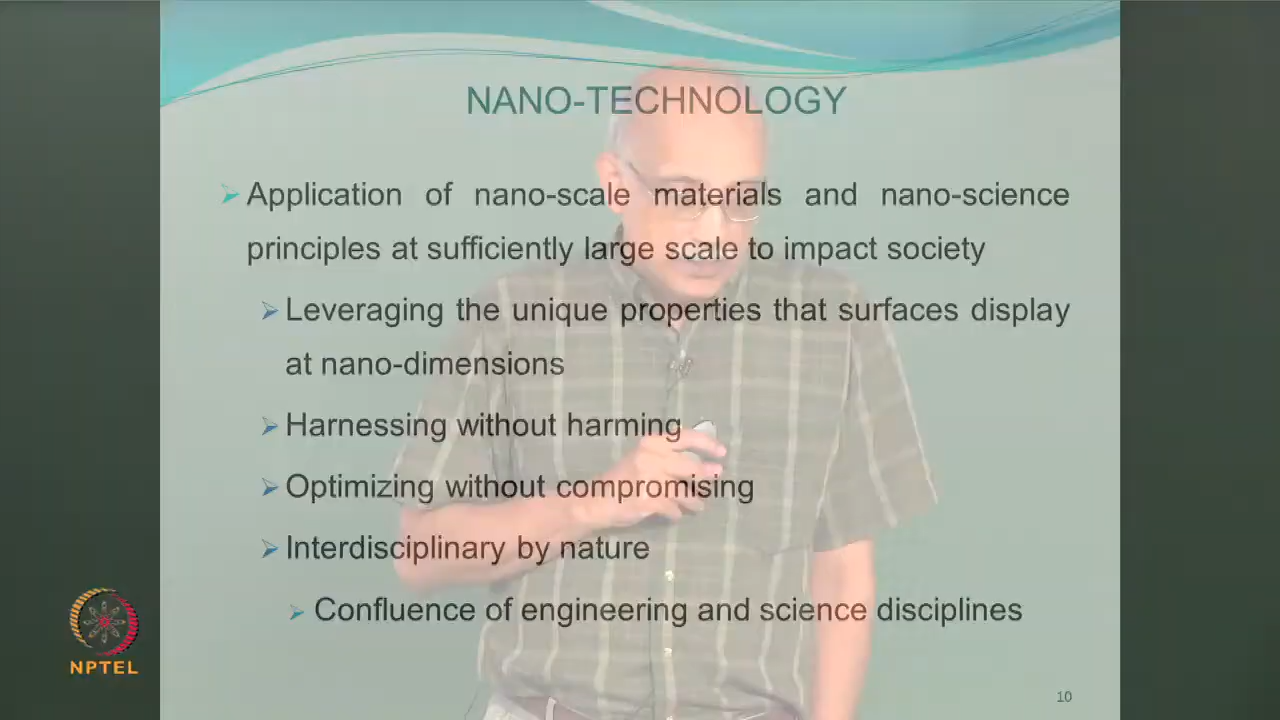 NANO-TECHNOLOGY
Application of nano-scale materials and nano-science
principles at sufficiently large scale to impact society
Leveraging the unique properties that surfaces display
at nano-dimensions
Harnessing without harming
Optimizing without compromising
Interdisciplinary by nature
Confluence of engineering and science disciplines
NPTEL
10